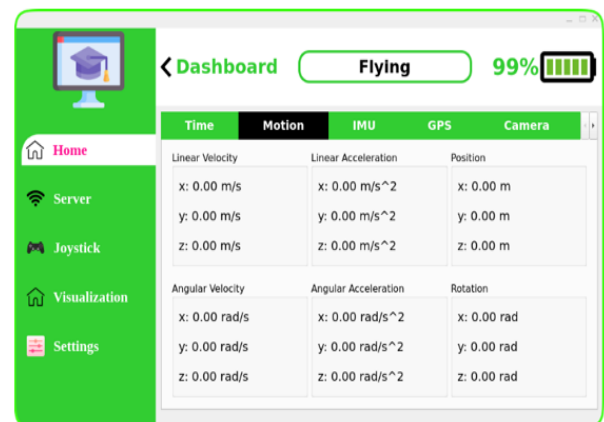 Dashboard
Flying
99%
Home
Server
Joystick
Visualization
Settings
Time Motion IMU GPS Camera
Linear Velocity Linear Acceleration Position
x: 0.00 m/s x: 0.00 m/s^2 x: 0.00 m
y: 0.00 m/s y: 0.00 m/s^2 y: 0.00 m
z: 0.00 m/s z: 0.00 m/s^2 z: 0.00 m
Angular Velocity Angular Acceleration Rotation
x: 0.00 rad/s x: 0.00 rad/s^2 x: 0.00 rad
y: 0.00 rad/s y: 0.00 rad/s^2 y: 0.00 rad
z: 0.00 rad/s z: 0.00 rad/s^2 z: 0.00 rad